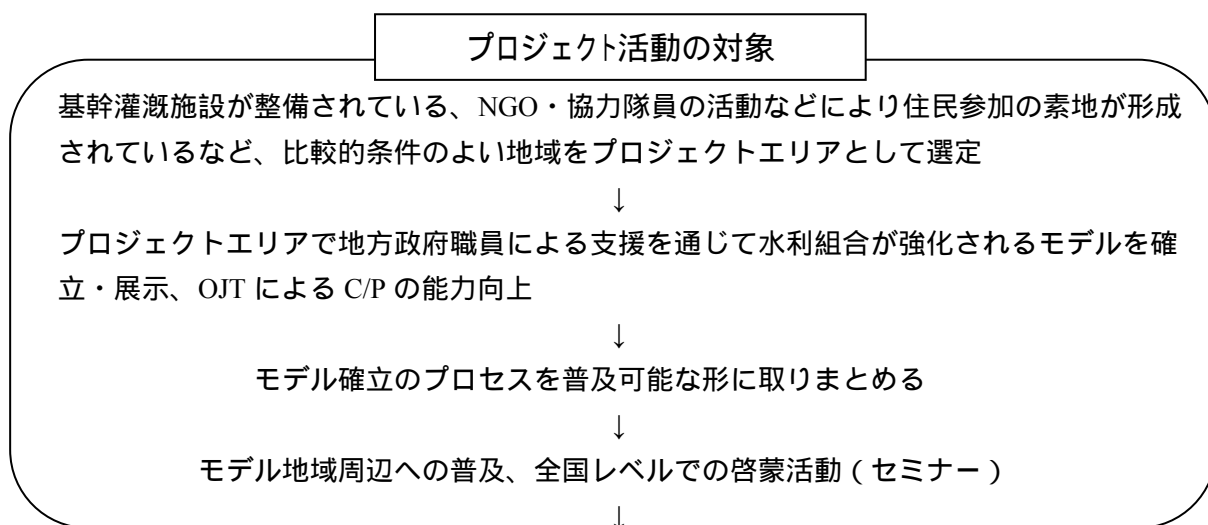 プロジェクト活動の対象
基幹灌漑施設が整備されている、NGO・協力隊員の活動などにより住民参加の素地が形成
されているなど、比較的条件のよい地域をプロジェクトエリアとして選定
↓
プロジェクトエリアで地方政府職員による支援を通じて水利組合が強化されるモデルを確
立・展示、OJT による C/P の能力向上
↓
モデル確立のプロセスを普及可能な形に取りまとめる
↓
モデル地域周辺への普及、全国レベルでの啓蒙活動（セミナー）
↓